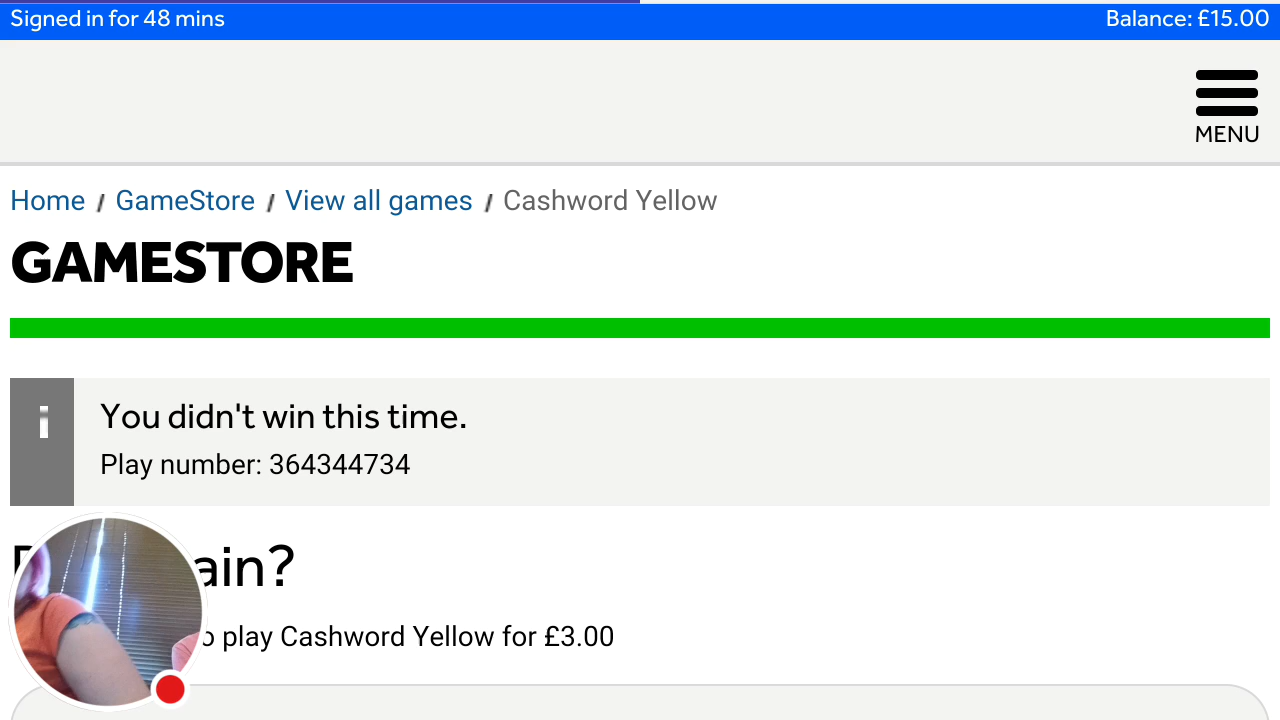 Signed in for 48 mins
Balance: £15.00
MENU
Home / GameStore / View all games / Cashword Yellow
GAMESTORE
i
You didn't win this time.
Play number: 364344734
ain?
play Cashword Yellow for £3.00